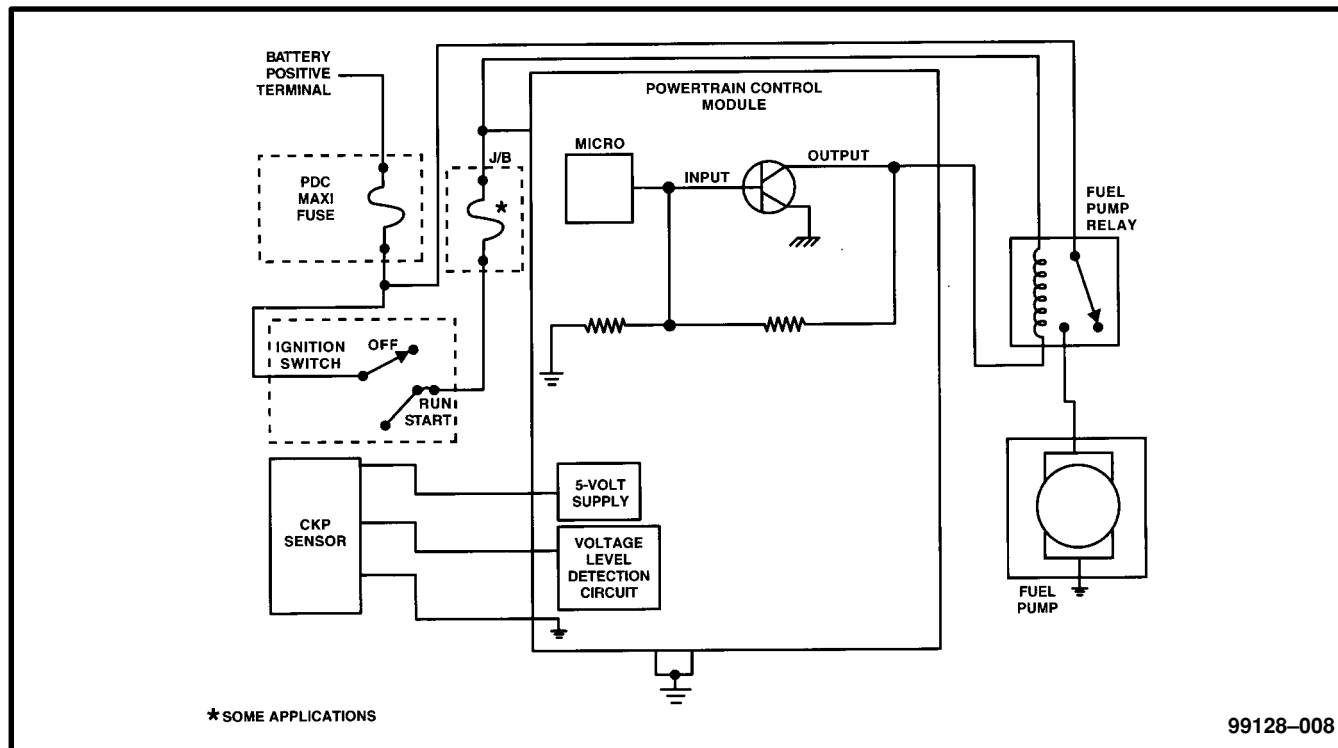 BATTERY
POSITIVE
TERMINAL
POWERTRAIN CONTROL
MODULE
J/B
MICRO
OUTPUT
INPUT
PDC
MAXI
FUSE
*
FUEL
PUMP
RELAY
IGNITION
SWITCH
OFF
RUN
START
CKP
SENSOR
5-VOLT
SUPPLY
VOLTAGE
LEVEL
DETECTION
CIRCUIT
FUEL
PUMP
* SOME APPLICATIONS
99128–008